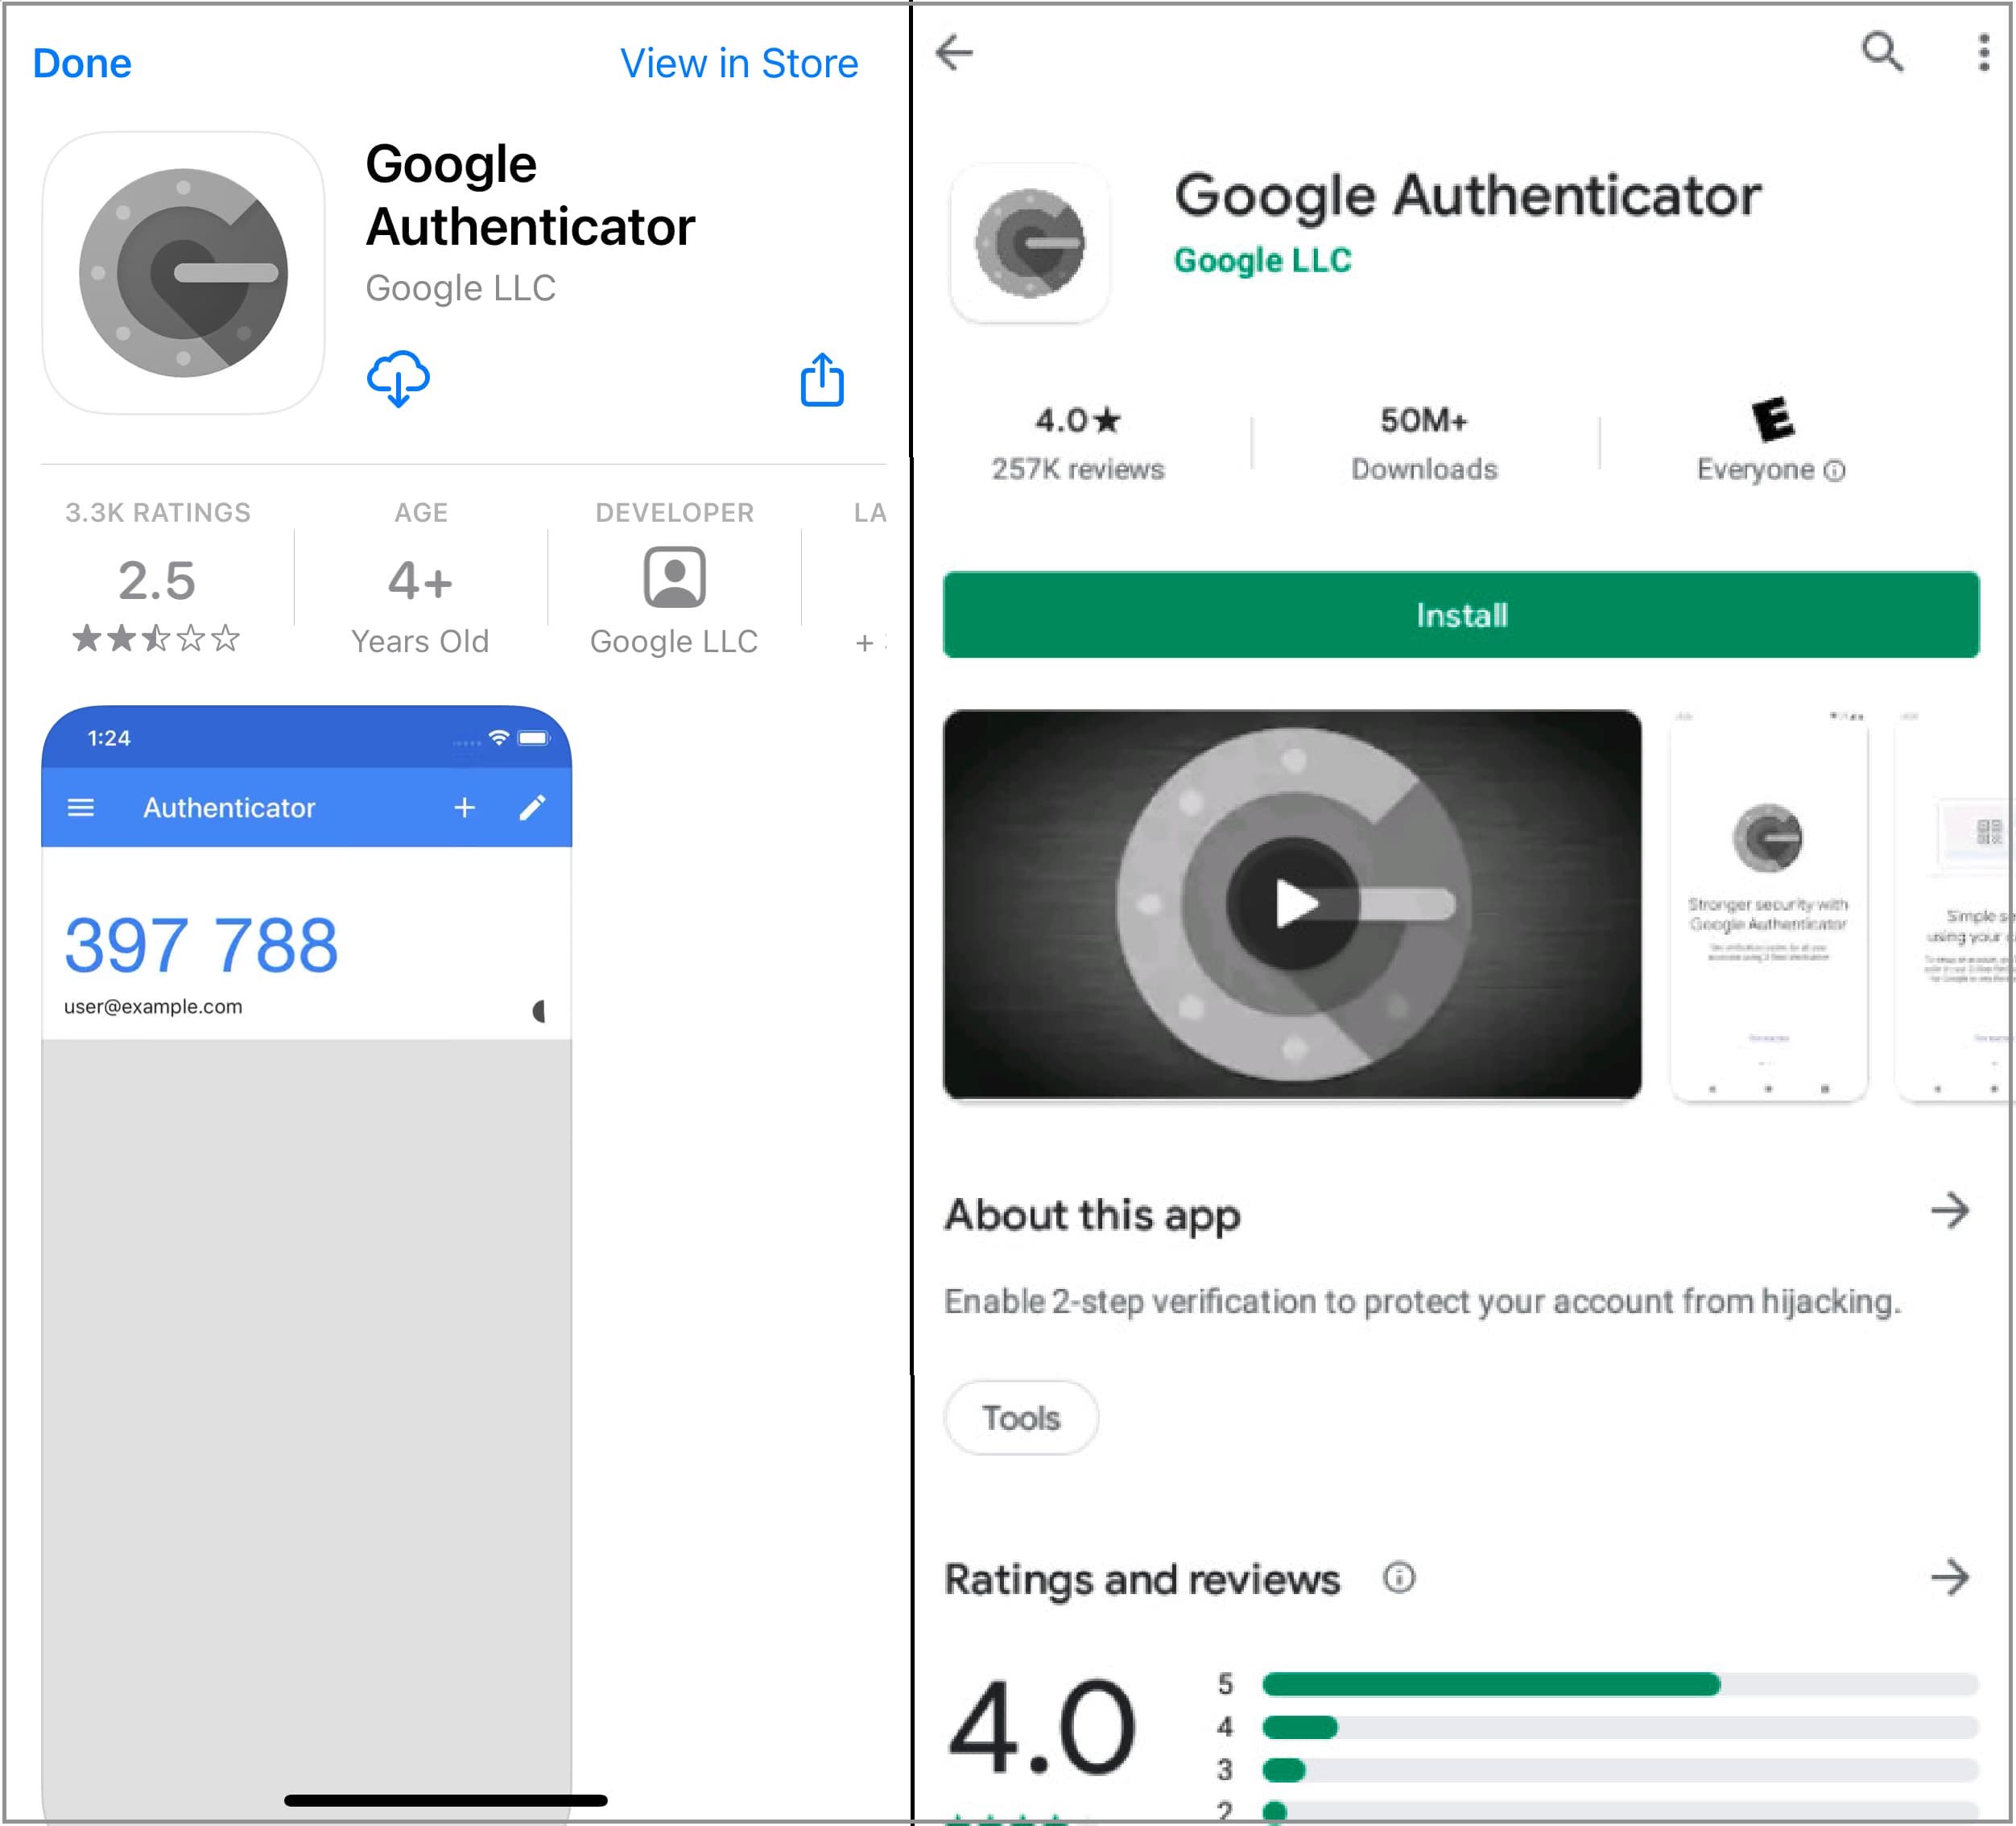 Done
View in Store
Google
Authenticator
Google LLC
3.3K RATINGS
2.5
AGE
4+
Years Old
DEVELOPER
Google LLC
LA
+
1:24
Authenticator
397 788
user@example.com
Google Authenticator
Google LLC
4.0★
257K reviews
50M+
Downloads
E
Everyone
Install
Stronger security with
Google Authenticator
Simple
using your
About this app
Enable 2-step verification to protect your account from hijacking.
Tools
Ratings and reviews
4.0
5
4
3
2